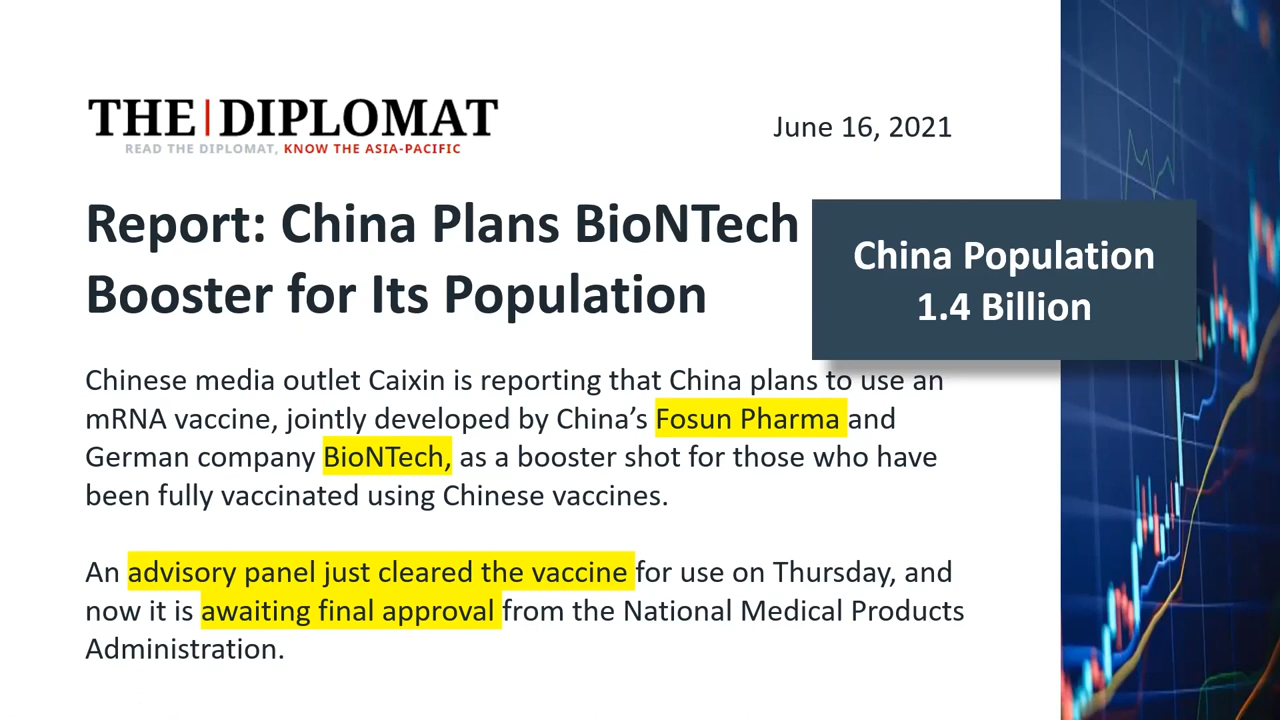 THE|DIPLOMAT
READ THE DIPLOMAT, KNOW THE ASIA-PACIFIC
June 16, 2021
Report: China Plans BioNTech
Booster for Its Population
China Population
1.4 Billion
Chinese media outlet Caixin is reporting that China plans to use an
mRNA vaccine, jointly developed by China’s Fosun Pharma and
German company BioNTech, as a booster shot for those who have
been fully vaccinated using Chinese vaccines.
An advisory panel just cleared the vaccine for use on Thursday, and
now it is awaiting final approval from the National Medical Products
Administration.